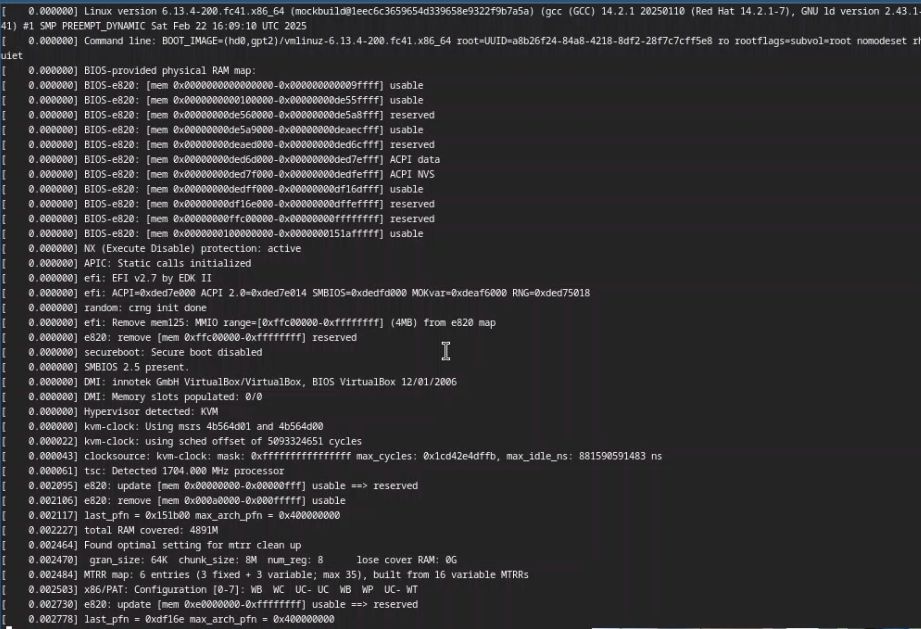 [    0.000000] Linux version 6.13.4-200.fc41.x86_64 (mockbuild@1eec6c3659654d339658e9322f9b7a5a) (gcc (GCC) 14.2.1 20250110 (Red Hat 14.2.1-7), GNU ld version 2.43.1-
41) #1 SMP PREEMPT_DYNAMIC Sat Feb 22 16:09:10 UTC 2025
[    0.000000] Command line: BOOT_IMAGE=(hd0,gpt2)/vmlinuz-6.13.4-200.fc41.x86_64 root=UUID=a8b26f24-84a8-4218-8df2-28f7c7cff5e8 ro rootflags=subvol=root nomodeset rh
uiet
[    0.000000] BIOS-provided physical RAM map:
[    0.000000] BIOS-e820: [mem 0x0000000000000000-0x000000000009ffff] usable
[    0.000000] BIOS-e820: [mem 0x0000000000100000-0x00000000de55ffff] usable
[    0.000000] BIOS-e820: [mem 0x00000000de560000-0x00000000de5a8fff] reserved
[    0.000000] BIOS-e820: [mem 0x00000000de5a9000-0x00000000deaecfff] usable
[    0.000000] BIOS-e820: [mem 0x00000000deaed000-0x00000000ded6cfff] reserved
[    0.000000] BIOS-e820: [mem 0x00000000ded6d000-0x00000000ded7efff] ACPI data
[    0.000000] BIOS-e820: [mem 0x00000000ded7f000-0x00000000dedfefff] ACPI NVS
[    0.000000] BIOS-e820: [mem 0x00000000dedff000-0x00000000df16dfff] usable
[    0.000000] BIOS-e820: [mem 0x00000000df16e000-0x00000000dffeffff] reserved
[    0.000000] BIOS-e820: [mem 0x00000000ffc00000-0x00000000ffffffff] reserved
[    0.000000] BIOS-e820: [mem 0x0000000100000000-0x0000000151afffff] usable
[    0.000000] NX (Execute Disable) protection: active
[    0.000000] APIC: Static calls initialized
[    0.000000] efi: EFI v2.7 by EDK II
[    0.000000] efi: ACPI=0xded7e000 ACPI 2.0=0xded7e014 SMBIOS=0xdedfd000 MOKvar=0xdeaf6000 RNG=0xded75018
[    0.000000] random: crng init done
[    0.000000] efi: Remove mem125: MMIO range=[0xffc00000-0xffffffff] (4MB) from e820 map
[    0.000000] e820: remove [mem 0xffc00000-0xffffffff] reserved
[    0.000000] secureboot: Secure boot disabled
[    0.000000] SMBIOS 2.5 present.
[    0.000000] DMI: innotek GmbH VirtualBox/VirtualBox, BIOS VirtualBox 12/01/2006
[    0.000000] DMI: Memory slots populated: 0/0
[    0.000000] Hypervisor detected: KVM
[    0.000000] kvm-clock: Using msrs 4b564d01 and 4b564d00
[    0.000022] kvm-clock: using sched offset of 5093324651 cycles
[    0.000043] clocksource: kvm-clock: mask: 0xffffffffffffffff max_cycles: 0x1cd42e4dffb, max_idle_ns: 881590591483 ns
[    0.000061] tsc: Detected 1704.000 MHz processor
[    0.002095] e820: update [mem 0x00000000-0x00000fff] usable ==> reserved
[    0.002106] e820: remove [mem 0x000a0000-0x000fffff] usable
[    0.002117] last_pfn = 0x151b00 max_arch_pfn = 0x400000000
[    0.002227] total RAM covered: 4891M
[    0.002464] Found optimal setting for mtrr clean up
[    0.002470]  gran_size: 64K  chunk_size: 8M  num_reg: 8      lose cover RAM: 0G
[    0.002484] MTRR map: 6 entries (3 fixed + 3 variable; max 35), built from 16 variable MTRRs
[    0.002503] x86/PAT: Configuration [0-7]: WB  WC  UC- UC  WB  WP  UC- WT
[    0.002730] e820: update [mem 0xe0000000-0xffffffff] usable ==> reserved
[    0.002778] last_pfn = 0xdf16e max_arch_pfn = 0x400000000